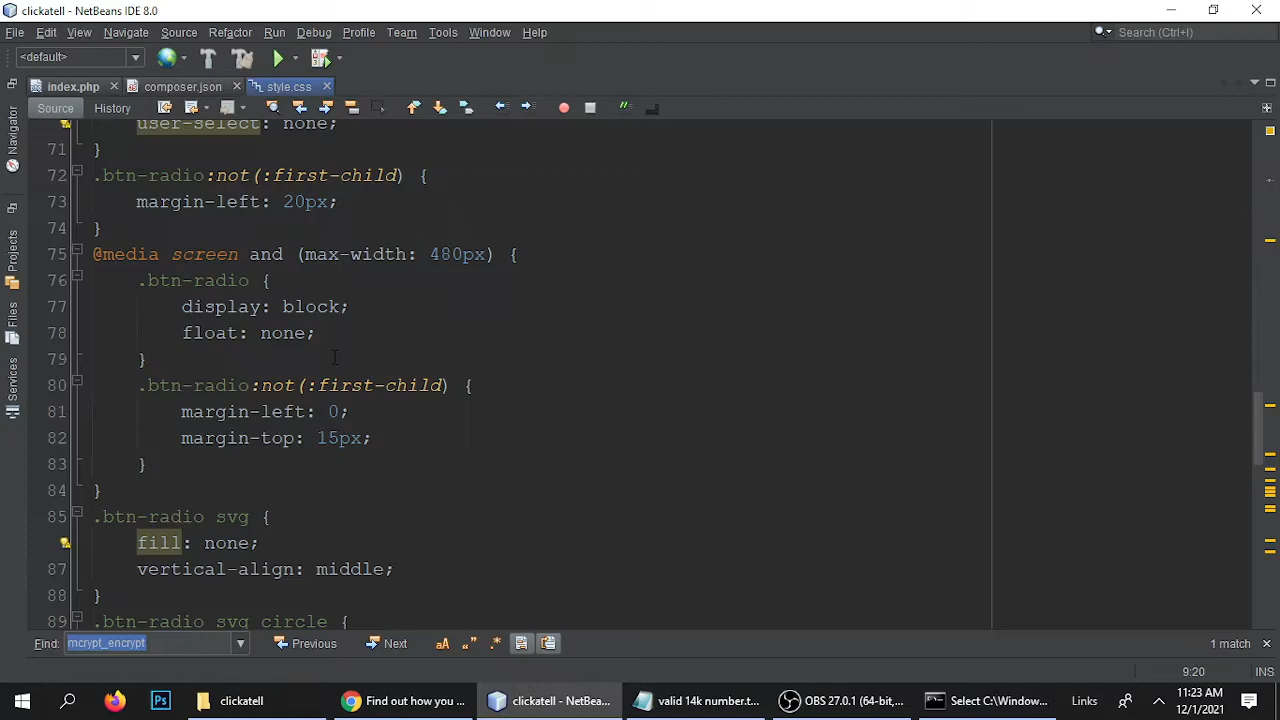 clickatell - NetBeans IDE 8.0
File Edit View Navigate Source Refactor Run Debug Profile Team Tools Window Help
Search (Ctrl+I)
<default>
index.php composer.json style.css
Source History
Navigator
Projects
Files
Services
user-select: none;
71 }
72 .btn-radio:not(:first-child) {
73 margin-left: 20px;
74 }
75 @media screen and (max-width: 480px) {
76 .btn-radio {
77 display: block;
78 float: none;
79 }
80 .btn-radio:not(:first-child) {
81 margin-left: 0;
82 margin-top: 15px;
83 }
84 }
85 .btn-radio svg {
fill: none;
87 vertical-align: middle;
88 }
89 .btn-radio svg circle {
Find: mcrypt_encrypt Previous Next aA 1 match
9:20 INS
clickatell Find out how you ... clickatell - NetBea... valid 14k number.t... OBS 27.0.1 (64-bit,... Select C:\Window... Links
11:23 AM
12/1/2021